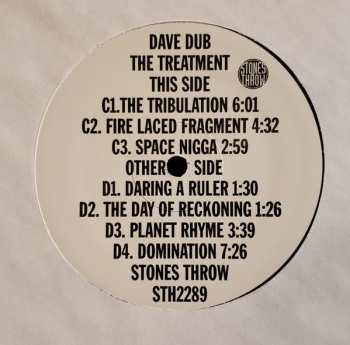 DAVE DUB
THE TREATMENT
THIS SIDE
STONES
THROW
C1.THE TRIBULATION 6:01
C2. FIRE LACED FRAGMENT 4:32
C3. SPACE NIGGA 2:59
OTHER SIDE
D1. DARING A RULER 1:30
D2. THE DAY OF RECKONING 1:26
D3. PLANET RHYME 3:39
D4. DOMINATION 7:26
STONES THROW
STH2289